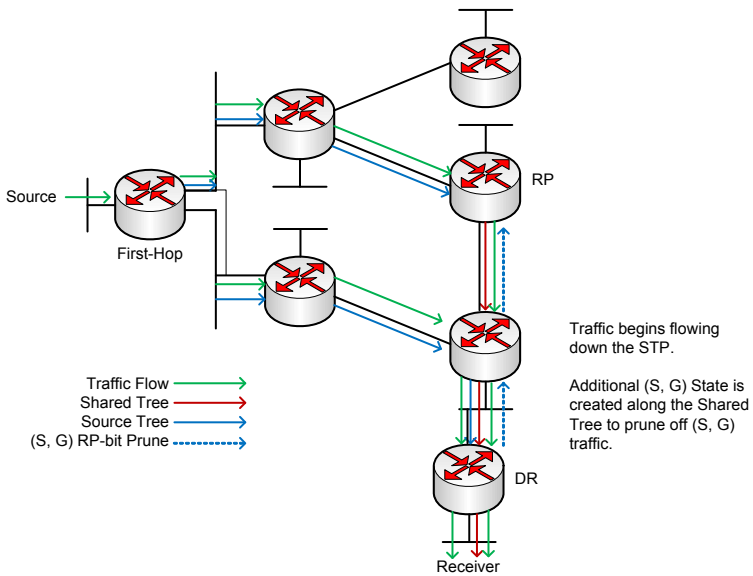 RP
Source
First-Hop
Traffic begins flowing
down the STP.
Additional (S, G) State is
created along the Shared
Tree to prune off (S, G)
traffic.
Traffic Flow
Shared Tree
Source Tree
(S, G) RP-bit Prune
DR
Receiver